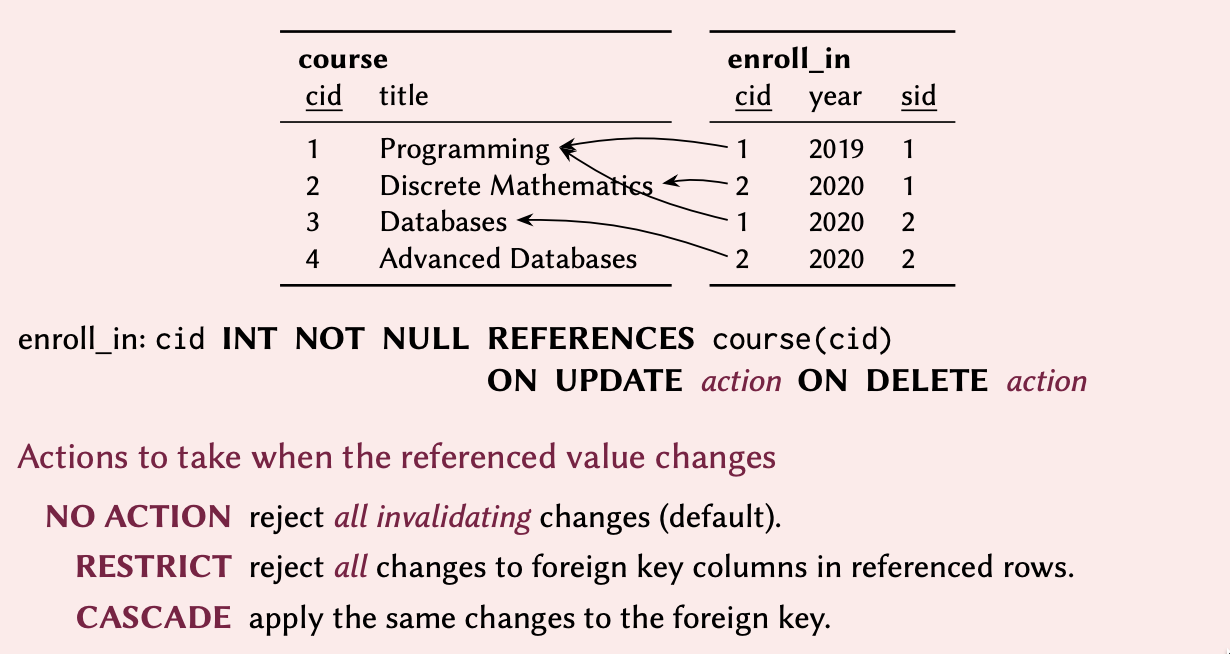 course enroll_in
cid title cid year sid
1 Programming 1 2019 1
2 Discrete Mathematics 2 2020 1
3 Databases 1 2020 2
4 Advanced Databases 2 2020 2
enroll_in: cid INT NOT NULL REFERENCES course(cid)
ON UPDATE action ON DELETE action
Actions to take when the referenced value changes
NO ACTION reject all invalidating changes (default).
RESTRICT reject all changes to foreign key columns in referenced rows.
CASCADE apply the same changes to the foreign key.